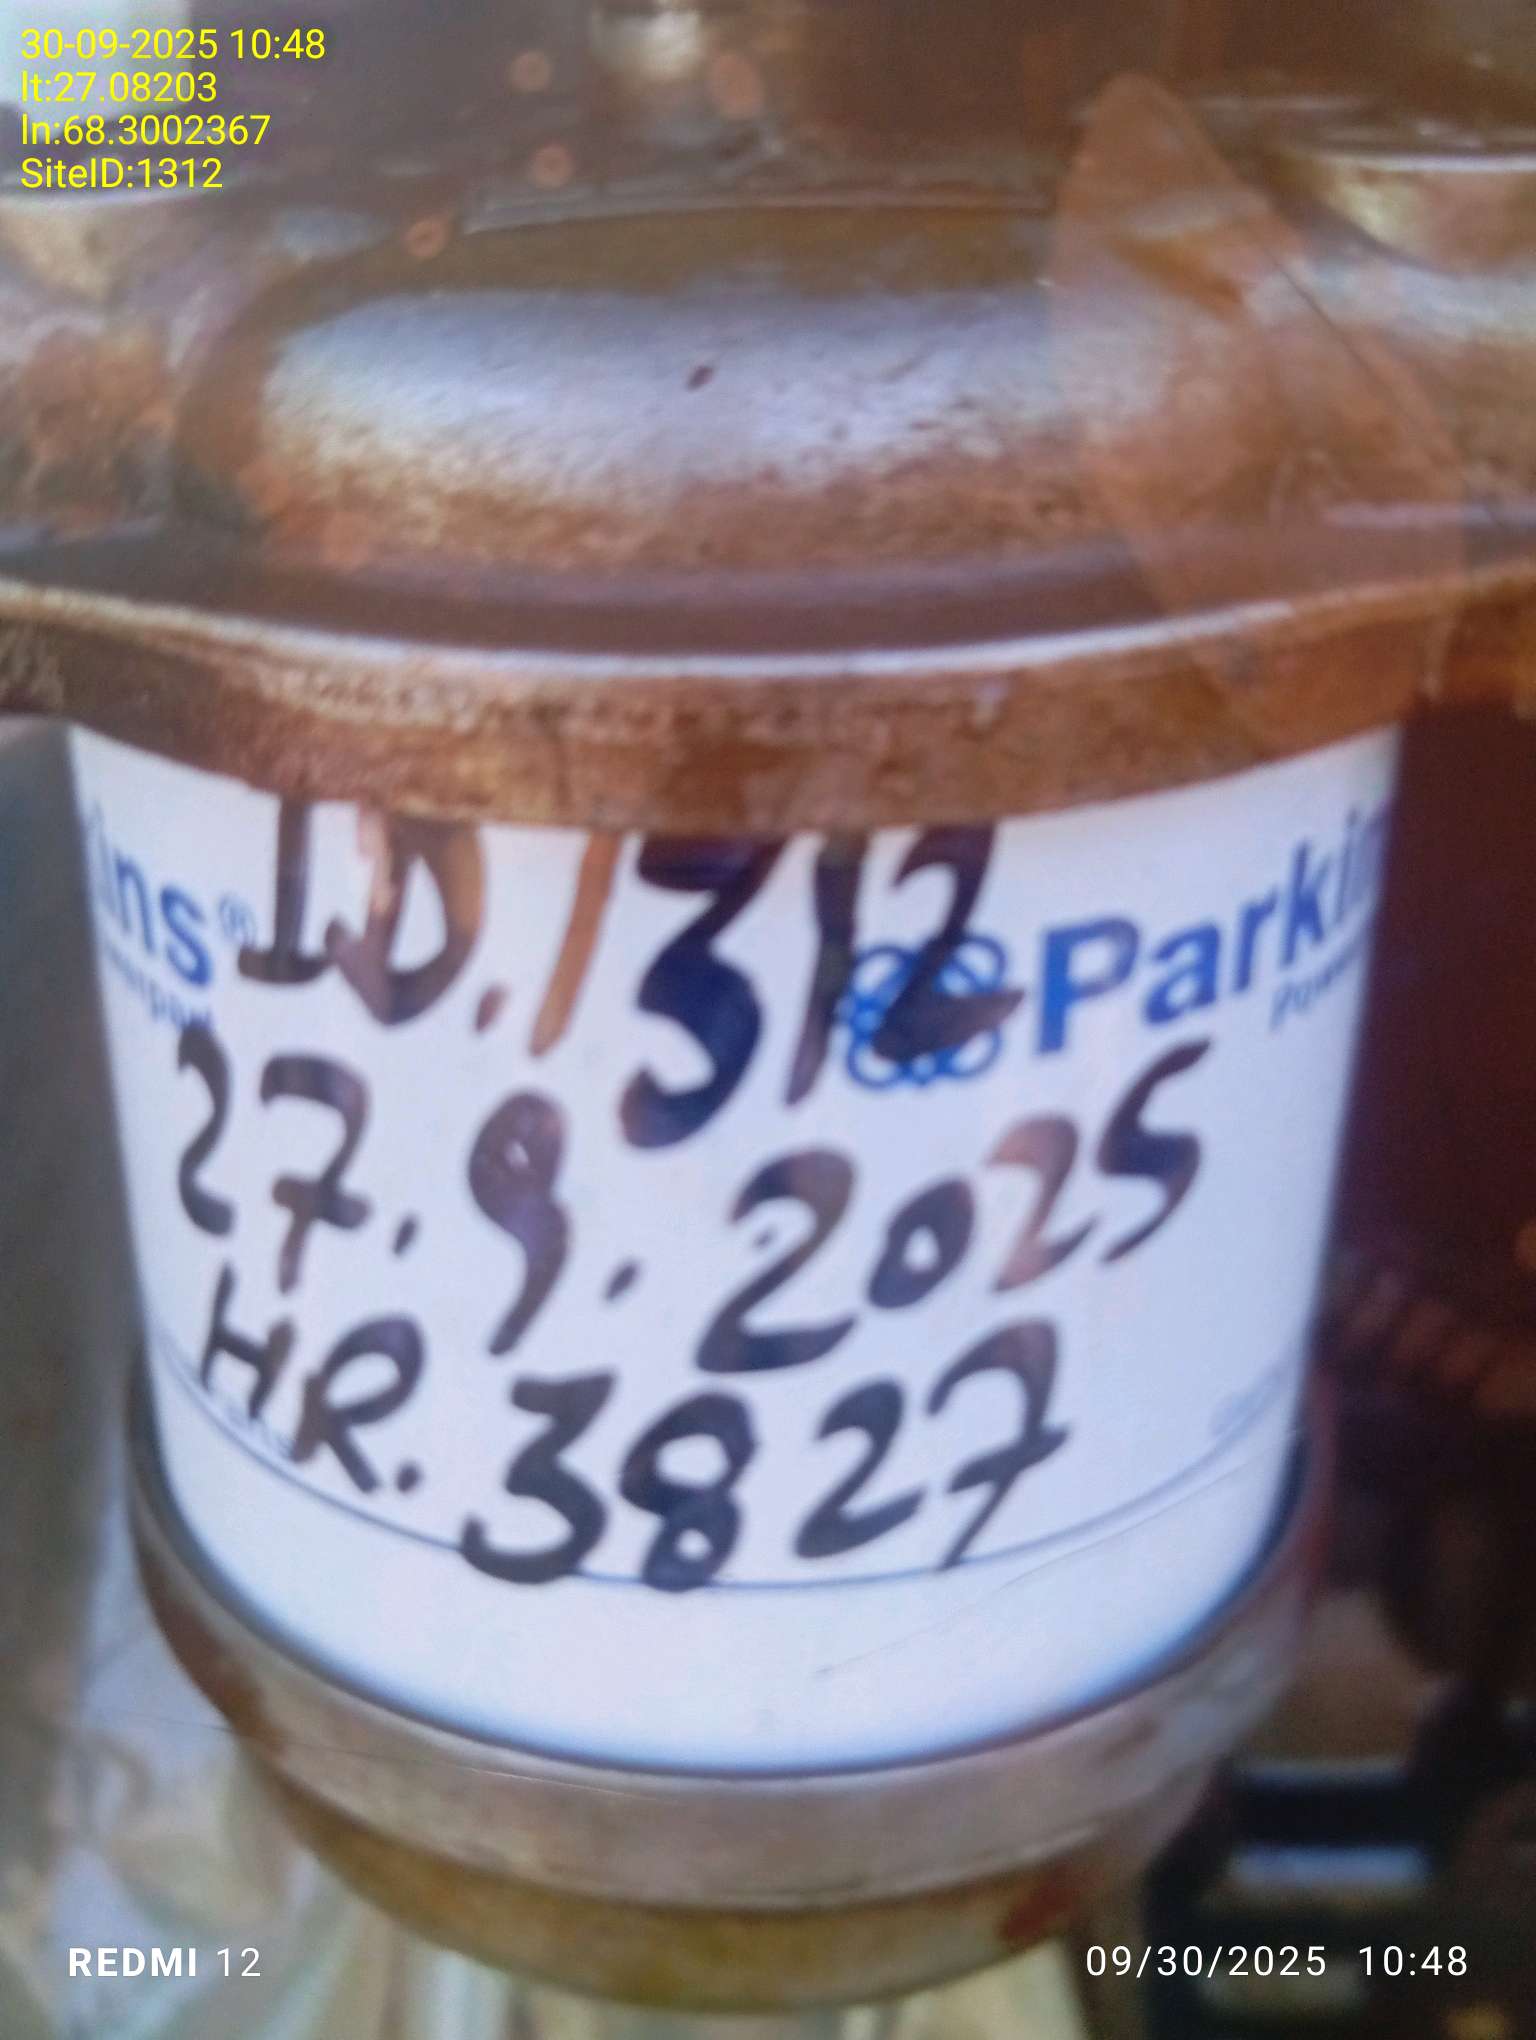 30-09-2025 10:48
lt:27.08203
ln:68.3002367
SiteID:1312
ID. 1312
Parkin
27.9.2025
HR. 3827
REDMI 12
09/30/2025 10:48